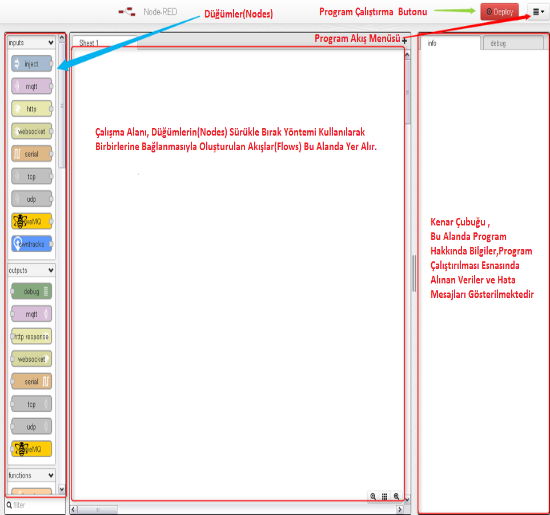 Node-RED
Düğümler(Nodes)
Program Çalıştırma Butonu
Deploy
Program Akış Menüsü
inputs
inject
mqtt
http
websocket
serial
tcp
udp
owntracks
outputs
debug
mqtt
http response
websocket
serial
tcp
udp
functions
filter
Sheet 1
Çalışma Alanı, Düğümlerin(Nodes) Sürükle Bırak Yöntemi Kullanılarak
Birbirlerine Bağlanmasıyla Oluşturulan Akışlar(Flows) Bu Alanda Yer Alır.
info
debug
Kenar Çubuğu ,
Bu Alanda Program
Hakkında Bilgiler,Program
Çalıştırılması Esnasında
Alınan Veriler ve Hata
Mesajları Gösterilmektedir